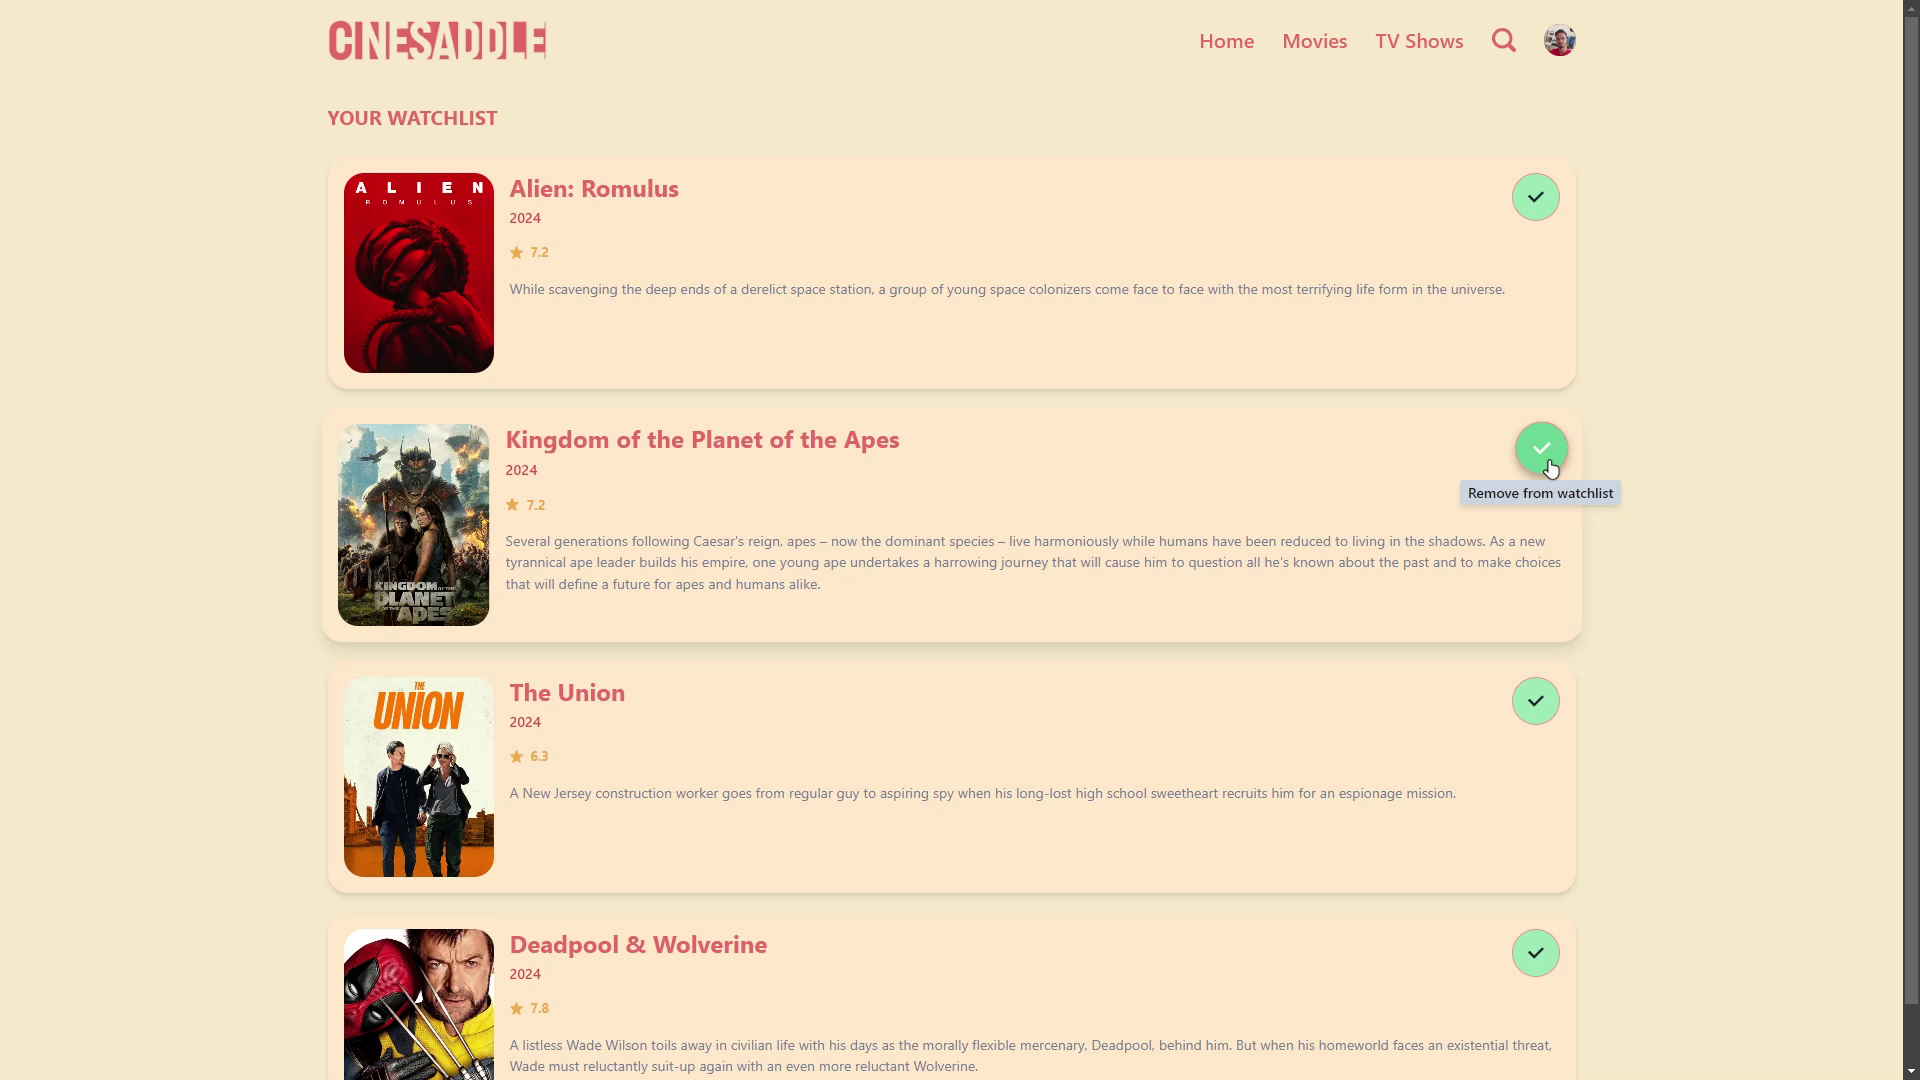 CINESADDLE
Home
Movies
TV Shows
YOUR WATCHLIST
ALIEN
ROMULUS
Alien: Romulus
2024
7.2
While scavenging the deep ends of a derelict space station, a group of young space colonizers come face to face with the most terrifying life form in the universe.
KINGDOM OF THE
PLANET
OF THE APES
Kingdom of the Planet of the Apes
2024
7.2
Remove from watchlist
Several generations following Caesar's reign, apes – now the dominant species – live harmoniously while humans have been reduced to living in the shadows. As a new
tyrannical ape leader builds his empire, one young ape undertakes a harrowing journey that will cause him to question all he's known about the past and to make choices
that will define a future for apes and humans alike.
THE
UNION
The Union
2024
6.3
A New Jersey construction worker goes from regular guy to aspiring spy when his long-lost high school sweetheart recruits him for an espionage mission.
Deadpool & Wolverine
2024
7.8
A listless Wade Wilson toils away in civilian life with his days as the morally flexible mercenary, Deadpool, behind him. But when his homeworld faces an existential threat,
Wade must reluctantly suit-up again with an even more reluctant Wolverine.